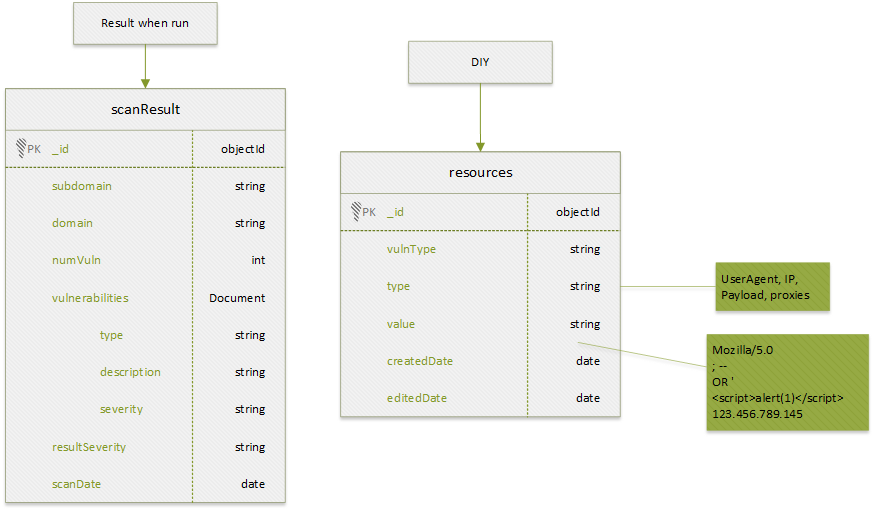 Result when run
scanResult
PK _id objectId
subdomain string
domain string
numVuln int
vulnerabilities Document
type string
description string
severity string
resultSeverity string
scanDate date
DIY
resources
PK _id objectId
vulnType string
type string
value string
createdDate date
editedDate date
UserAgent, IP,
Payload, proxies
Mozilla/5.0
; --
OR '
<script>alert(1)</script>
123.456.789.145